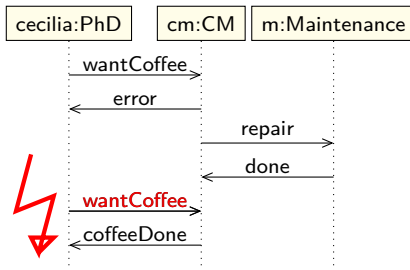 cecilia:PhD cm:CM m:Maintenance
wantCoffee
error
repair
done
wantCoffee
coffeeDone